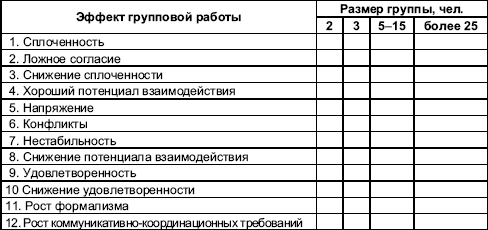 Эффект групповой работы
Размер группы, чел.
2 3 5–15 более 25
1. Сплоченность
2. Ложное согласие
3. Снижение сплоченности
4. Хороший потенциал взаимодействия
5. Напряжение
6. Конфликты
7. Нестабильность
8. Снижение потенциала взаимодействия
9. Удовлетворенность
10 Снижение удовлетворенности
11. Рост формализма
12. Рост коммуникативно-координационных требований